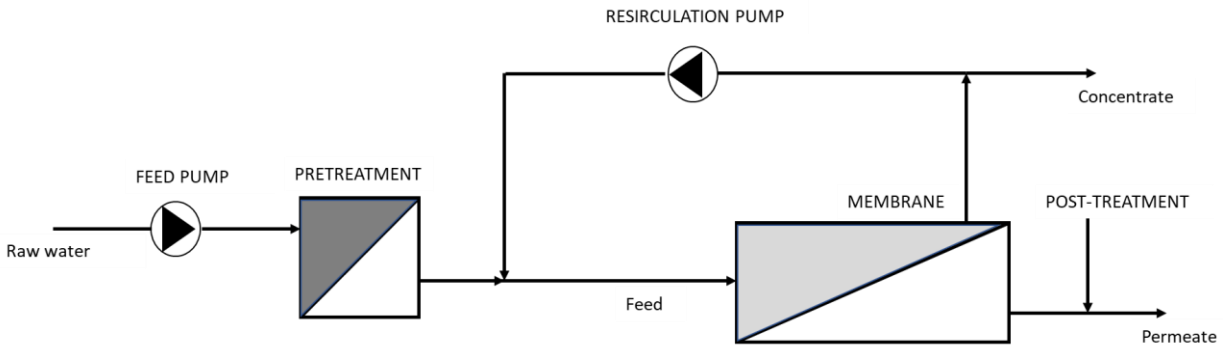 RESIRCULATION PUMP
Concentrate
FEED PUMP
PRETREATMENT
MEMBRANE
POST-TREATMENT
Raw water
Feed
Permeate